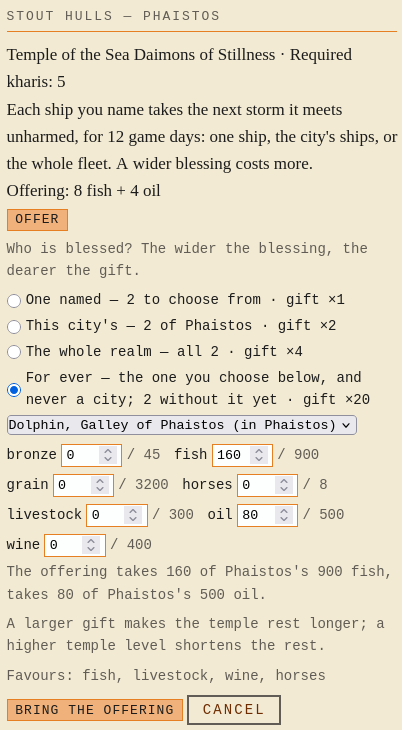 STOUT HULLS — PHAISTOS
Temple of the Sea Daimons of Stillness · Required
kharis: 5
Each ship you name takes the next storm it meets
unharmed, for 12 game days: one ship, the city's ships, or
the whole fleet. A wider blessing costs more.
Offering: 8 fish + 4 oil
OFFER
Who is blessed? The wider the blessing, the
dearer the gift.
One named — 2 to choose from · gift ×1
This city's — 2 of Phaistos · gift ×2
The whole realm — all 2 · gift ×4
For ever — the one you choose below, and
never a city; 2 without it yet · gift ×20
Dolphin, Galley of Phaistos (in Phaistos)
bronze 0 / 45 fish 160 / 900
grain 0 / 3200 horses 0 / 8
livestock 0 / 300 oil 80 / 500
wine 0 / 400
The offering takes 160 of Phaistos's 900 fish,
takes 80 of Phaistos's 500 oil.
A larger gift makes the temple rest longer; a
higher temple level shortens the rest.
Favours: fish, livestock, wine, horses
BRING THE OFFERING CANCEL